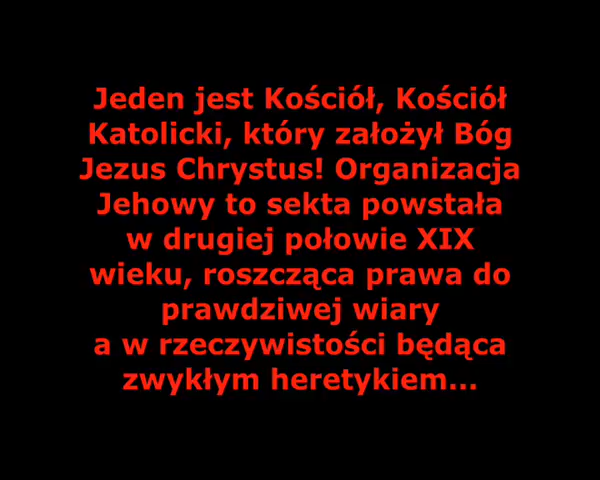 Jeden jest Kościół, Kościół
Katolicki, który założył Bóg
Jezus Chrystus! Organizacja
Jehowy to sekta powstała
w drugiej połowie XIX
wieku, roszcząca prawa do
prawdziwej wiary
a w rzeczywistości będąca
zwykłym heretykiem...